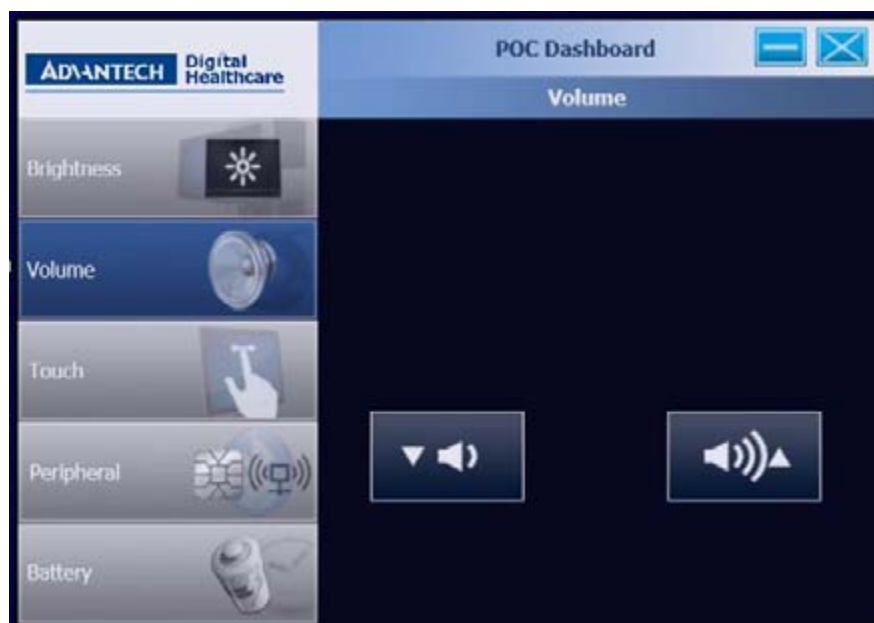 ADVANTECH Digital
Healthcare
POC Dashboard
Volume
Brightness
Volume
Touch
Peripheral
Battery